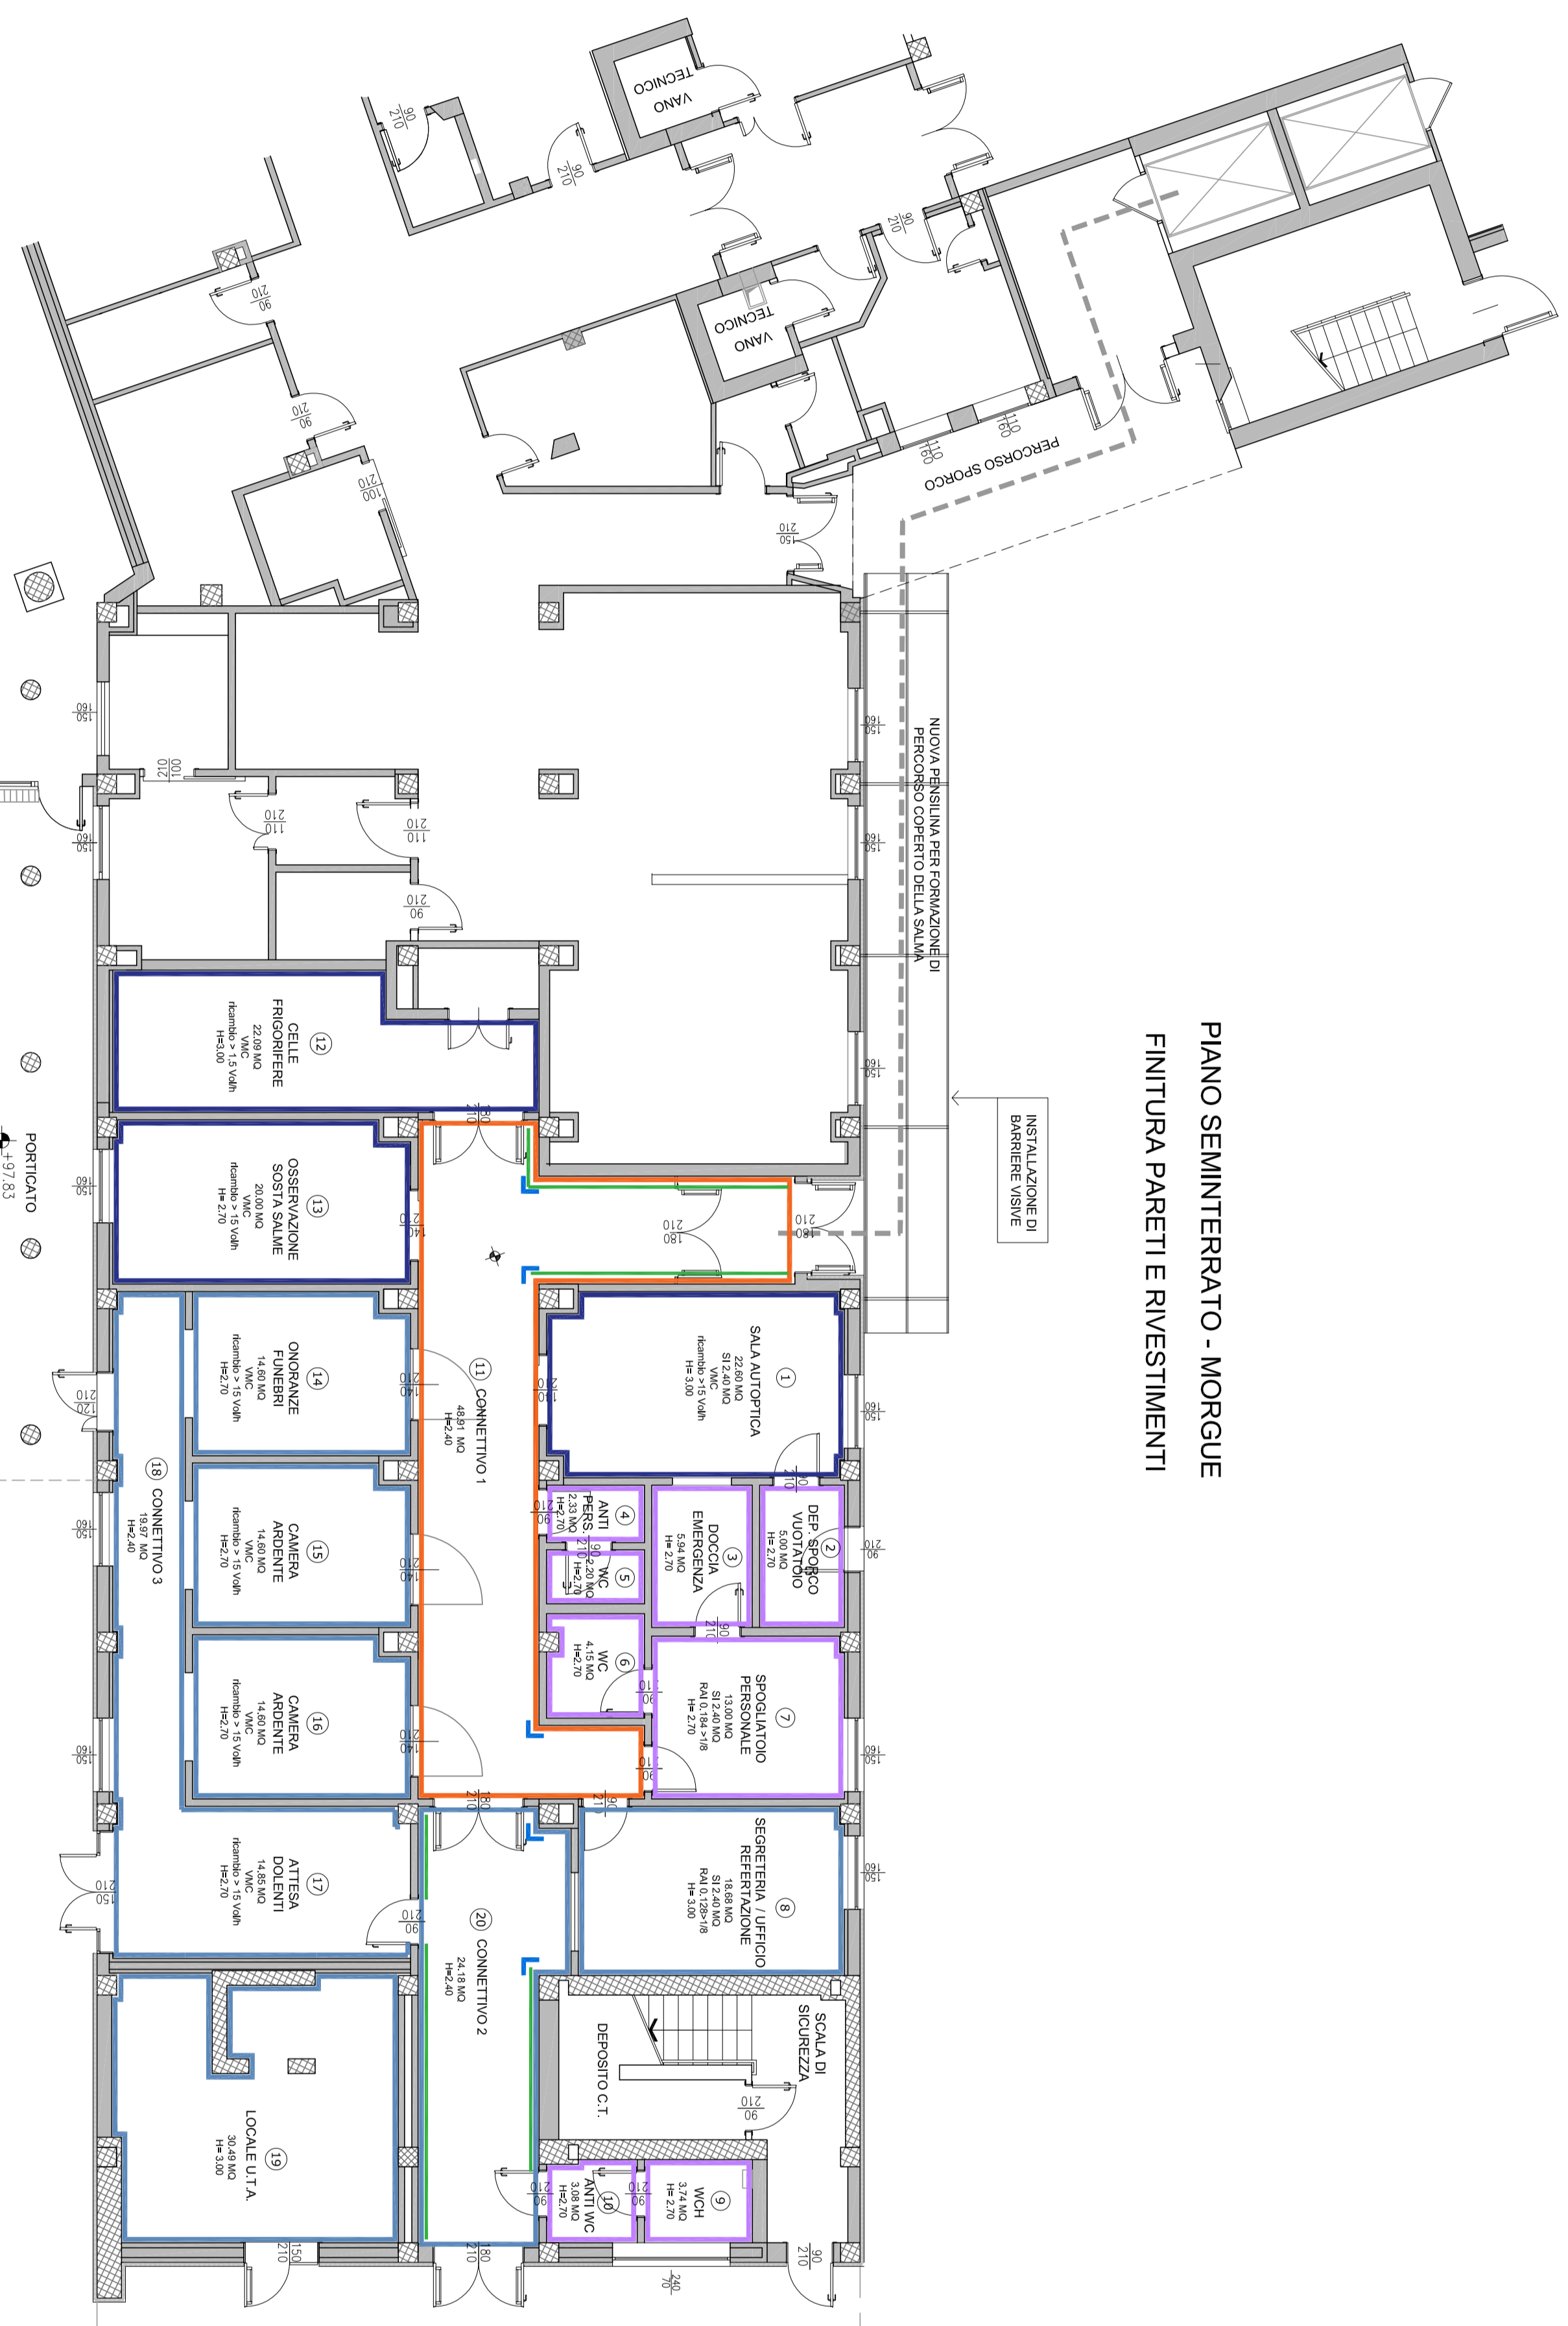 PIANO SEMINTERRATO - MORGUE
FINITURA PARETI E RIVESTIMENTI
INSTALLAZIONE DI
BARRIERE VISIVE
NUOVA PENSILINA PER FORMAZIONE DI
PERCORSO COPERTO DELLA SALMA
PERCORSO SPORCO
VANO
TECNICO
VANO
TECNICO
1
SALA AUTOPTICA
22.60 MQ
SI 2.40 MQ
VMC
ricambio >15 Vol/h
H= 3,00
2
DEP. SPORCO
VUOTATOIO
5.00 MQ
H= 2,70
3
DOCCIA
EMERGENZA
5.94 MQ
H= 2,70
4
ANTI
PERS.
2.33 MQ
H=2.70
5
WC
2.20 MQ
H=2.70
6
WC
4.15 MQ
H=2.70
7
SPOGLIATOIO
PERSONALE
13.00 MQ
SI 2.40 MQ
RAI 0,184 >1/8
H= 2.70
8
SEGRETERIA / UFFICIO
REFERTAZIONE
18.68 MQ
SI 2.40 MQ
RAI 0,128>1/8
H= 3.00
SCALA DI
SICUREZZA
DEPOSITO C.T.
9
WCH
3.74 MQ
H= 2.70
10
ANTI WC
3.08 MQ
H=2.70
11 CONNETTIVO 1
48.91 MQ
H=2.40
20 CONNETTIVO 2
24.18 MQ
H=2.40
12
CELLE
FRIGORIFERE
22.09 MQ
VMC
ricambio > 1,5 Vol/h
H=3,00
13
OSSERVAZIONE
SOSTA SALME
20.00 MQ
VMC
ricambio > 15 Vol/h
H= 2.70
14
ONORANZE
FUNEBRI
14,60 MQ
VMC
ricambio > 15 Vol/h
H=2.70
15
CAMERA
ARDENTE
14.60 MQ
VMC
ricambio > 15 Vol/h
H=2.70
16
CAMERA
ARDENTE
14.60 MQ
VMC
ricambio > 15 Vol/h
H=2.70
17
ATTESA
DOLENTI
14,85 MQ
VMC
ricambio > 15 Vol/h
H=2.70
18 CONNETTIVO 3
19.97 MQ
H=2.40
19
LOCALE U.T.A.
30.49 MQ
H= 3.00
PORTICATO
+97.83